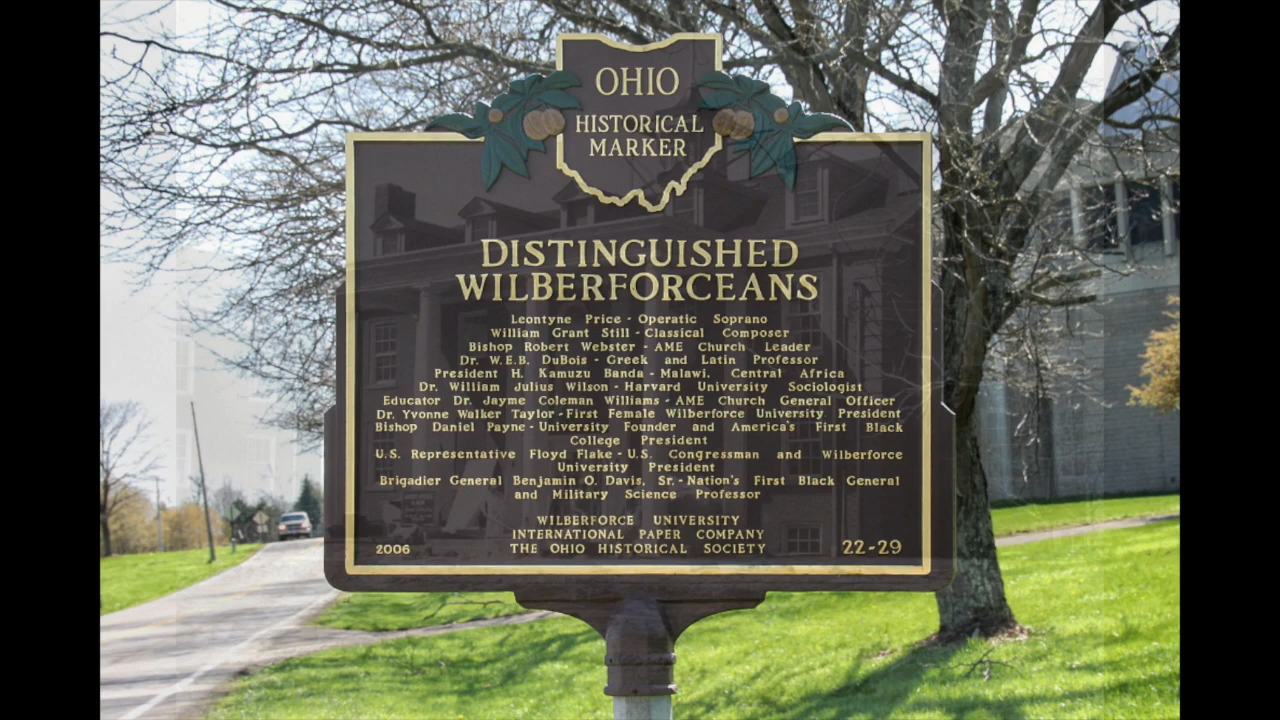 OHIO
HISTORICAL
MARKER
DISTINGUISHED
WILBERFORCEANS
Leontyne Price - Operatic Soprano
William Grant Still - Classical Composer
Bishop Robert Webster - AME Church Leader
Dr. W.E.B. DuBois - Greek and Latin Professor
President H. Kamuzu Banda - Malawi, Central Africa
Dr. William Julius Wilson - Harvard University Sociologist
Educator Dr. Jayme Coleman Williams - AME Church General Officer
Dr. Yvonne Walker Taylor - First Female Wilberforce University President
Bishop Daniel Payne - University Founder and America's First Black
College President
U.S. Representative Floyd Flake - U.S. Congressman and Wilberforce
University President
Brigadier General Benjamin O. Davis, Sr. - Nation's First Black General
and Military Science Professor
WILBERFORCE UNIVERSITY
INTERNATIONAL PAPER COMPANY
2006 THE OHIO HISTORICAL SOCIETY 22-29